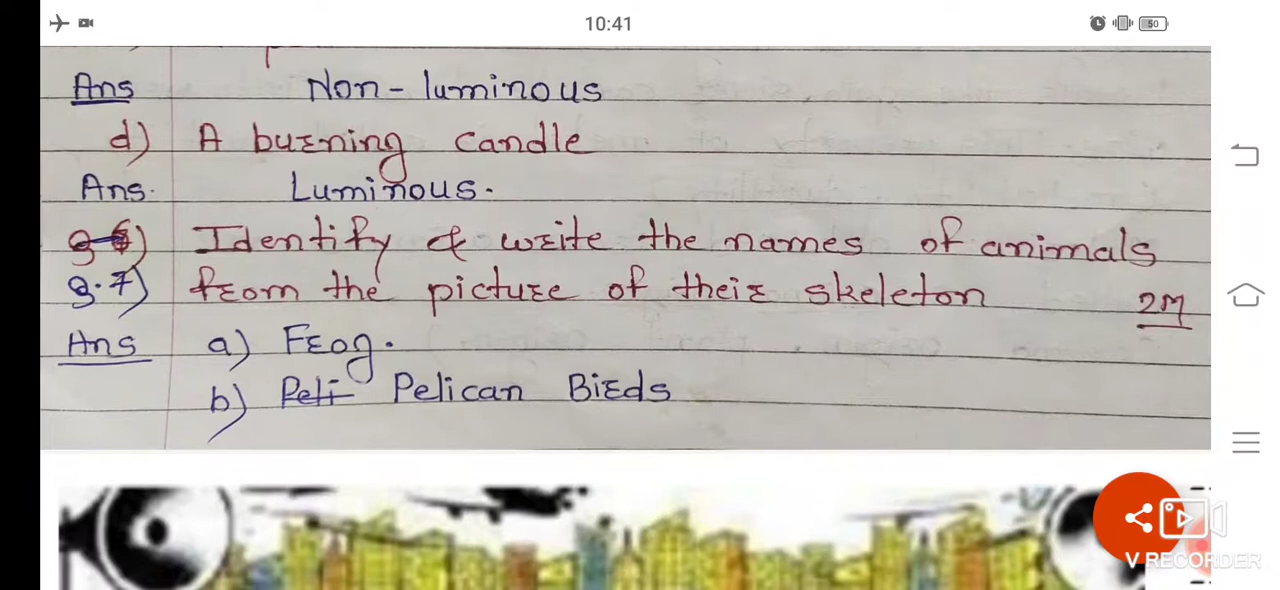 10:41
50
Ans Non-luminous
d) A burning candle
Ans. Luminous.
Identify & write the names of animals
Q.7) from the picture of their skeleton 2M
Ans a) Frog.
b) Peli Pelican Birds
V RECORDER